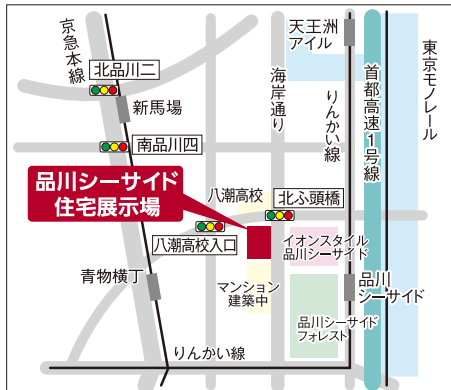 京急本線
北品川二
新馬場
南品川四
品川シーサイド
住宅展示場
八潮高校
北ふ頭橋
八潮高校入口
青物横丁
マンション
建築中
イオンスタイル
品川シーサイド
品川シーサイド
フォレスト
品川
シーサイド
りんかい線
天王洲
アイル
海岸通り
りんかい線
首都高速1号線
東京モノレール